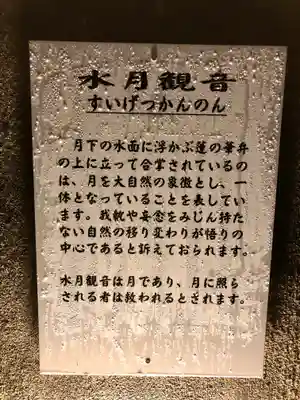 水月観音
すいげつかんのん
月下の水面に浮かぶ蓮の華弁
の上に立って合掌されているの
は、月を大自然の象徴とし、一
体となっていることを表してい
ます。我執や妄念をみじん持た
ない自然の移り変わりが悟りの
中心であると訴えておられます。
水月観音は月であり、月に照ら
される者は救われるとされます。